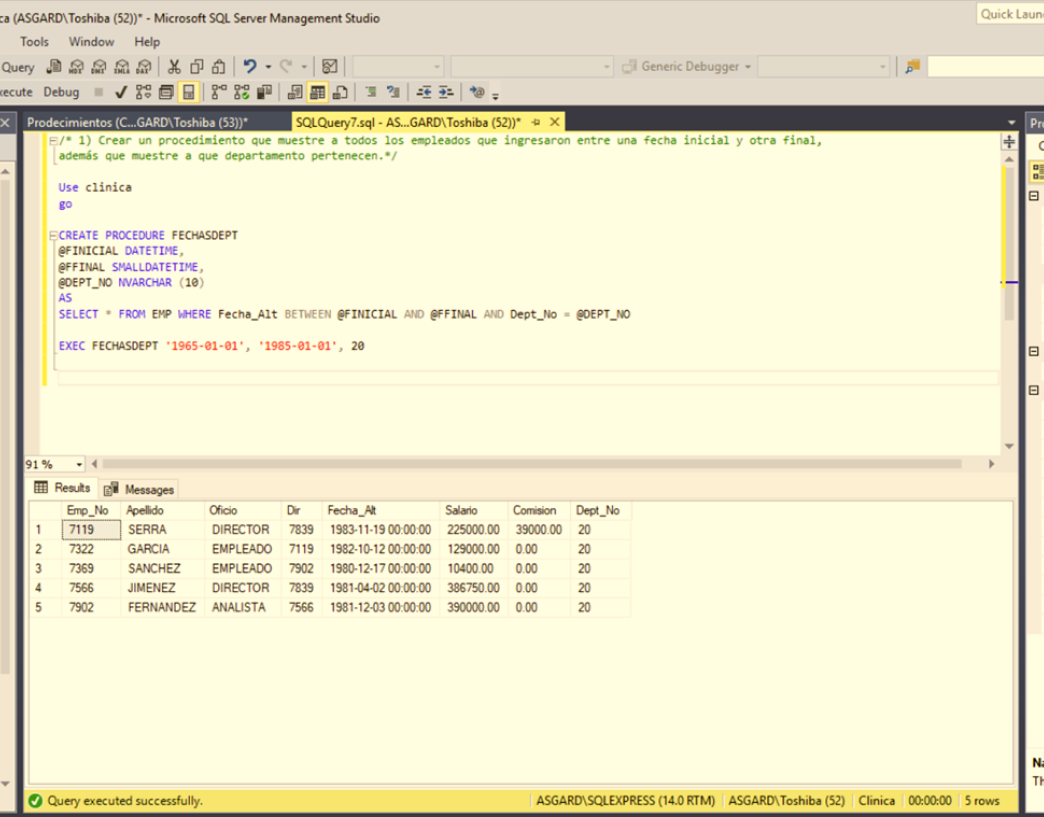 ca (ASGARD\Toshiba (52))* - Microsoft SQL Server Management Studio
Quick Laun
Tools Window Help
Query
Generic Debugger
xecute Debug
Prodecimientos (C...GARD\Toshiba (53))*
SQLQuery7.sql - AS...GARD\Toshiba (52))*
/* 1) Crear un procedimiento que muestre a todos los empleados que ingresaron entre una fecha inicial y otra final,
además que muestre a que departamento pertenecen.*/
Use clinica
go
CREATE PROCEDURE FECHASDEPT
@FINICIAL DATETIME,
@FFINAL SMALLDATETIME,
@DEPT_NO NVARCHAR (10)
AS
SELECT * FROM EMP WHERE Fecha_Alt BETWEEN @FINICIAL AND @FFINAL AND Dept_No = @DEPT_NO
EXEC FECHASDEPT '1965-01-01', '1985-01-01', 20
91 %
Results Messages
Emp_No Apellido Oficio Dir Fecha_Alt Salario Comision Dept_No
1 7119 SERRA DIRECTOR 7839 1983-11-19 00:00:00 225000.00 39000.00 20
2 7322 GARCIA EMPLEADO 7119 1982-10-12 00:00:00 129000.00 0.00 20
3 7369 SANCHEZ EMPLEADO 7902 1980-12-17 00:00:00 10400.00 0.00 20
4 7566 JIMENEZ DIRECTOR 7839 1981-04-02 00:00:00 386750.00 0.00 20
5 7902 FERNANDEZ ANALISTA 7566 1981-12-03 00:00:00 390000.00 0.00 20
Query executed successfully.
ASGARD\SQLEXPRESS (14.0 RTM) ASGARD\Toshiba (52) Clinica 00:00:00 5 rows
Pr
Na
Th